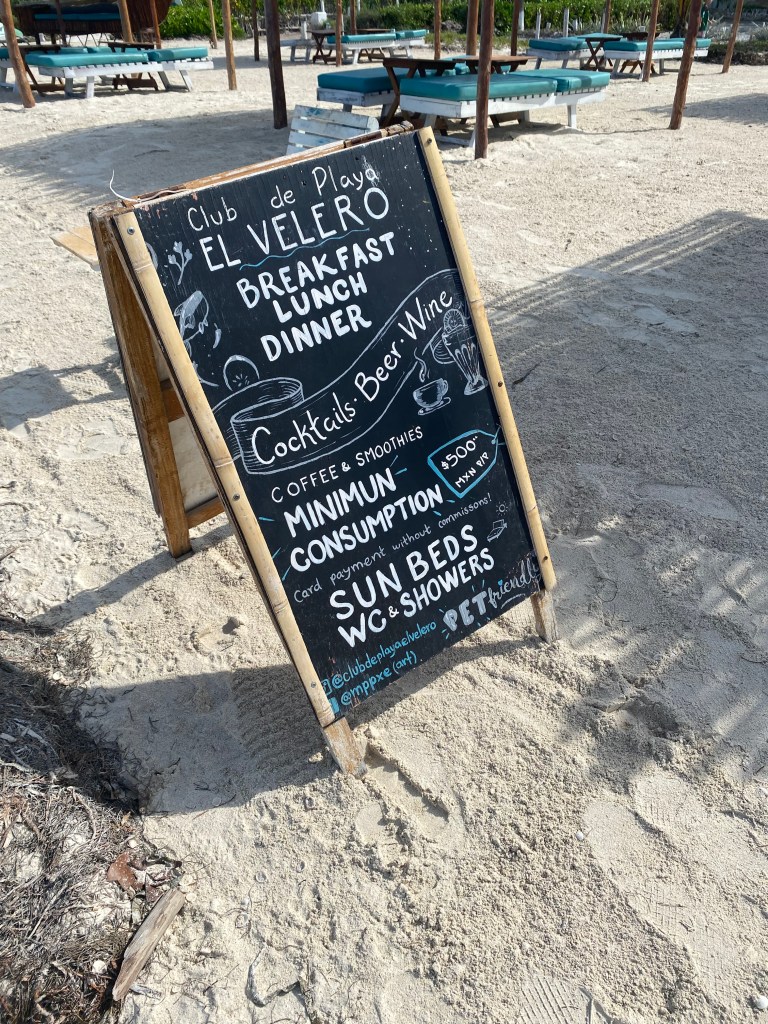 Club de Playa
EL VELERO
BREAKFAST
LUNCH
DINNER
Cocktails · Beer · Wine
COFFEE & SMOOTHIES
MINIMUN
CONSUMPTION
$500.--
MXN P/P
Card payment without commissons!
SUN BEDS
WC & SHOWERS
PET friendly
@clubdeplayaelvelero
@mppxe (art)